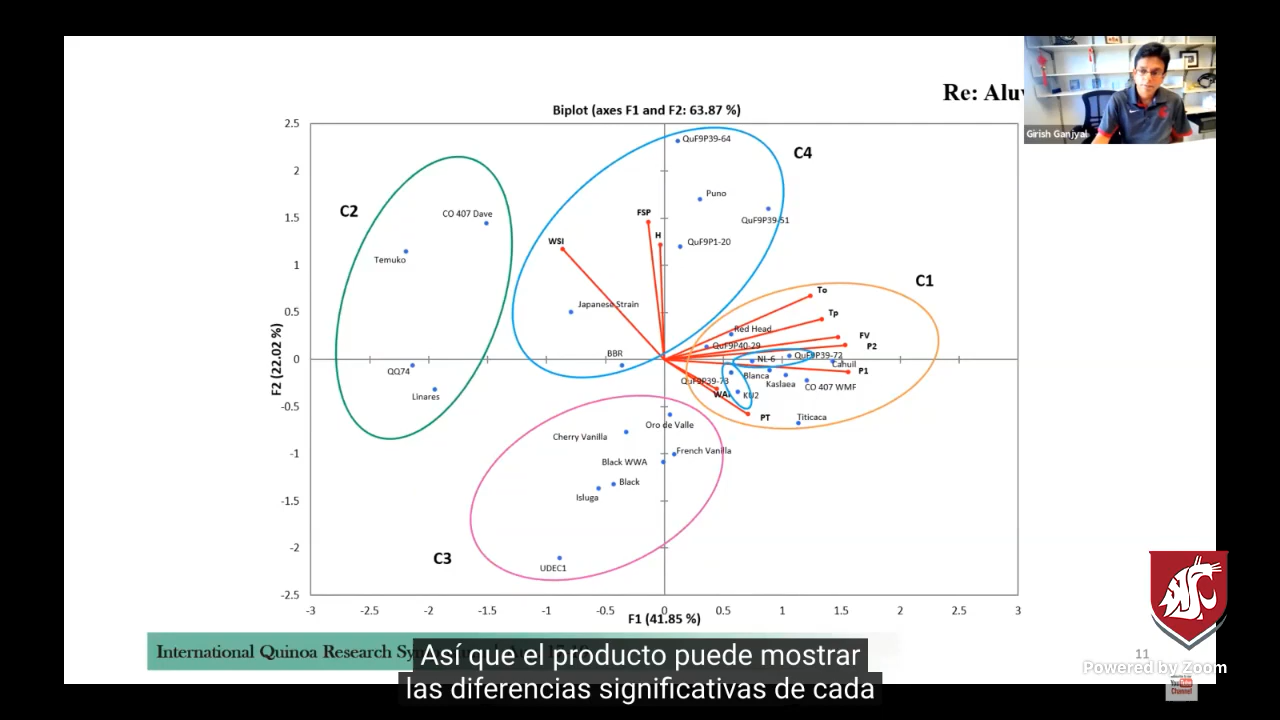 Re: Aluw
Girish Ganjyal
Biplot (axes F1 and F2: 63.87 %)
2.5
2
1.5
1
0.5
0
-0.5
-1
-1.5
-2
-2.5
F2 (22.02 %)
-3
-2.5
-2
-1.5
-1
-0.5
0
0.5
1
1.5
2
2.5
3
F1 (41.85 %)
C2
CO 407 Dave
Temuko
QQ74
Linares
C4
QuF9P39-64
Puno
QuF9P39-51
QuF9P1-20
FSP
H
WSI
Japanese Strain
BBR
C1
To
Tp
FV
P2
P1
Red Head
QuF9P40-29
NL-6
QuF9P39-72
Cahuil
Blanca
Kaslaea
CO 407 WMF
QuF9P39-73
WAI
KU2
PT
Titicaca
C3
Oro de Valle
Cherry Vanilla
French Vanilla
Black WWA
Black
Isluga
UDEC1
International Quinoa Research Sy
11
Powered by Zoom
YouTube
Channel
Así que el producto puede mostrar
las diferencias significativas de cada